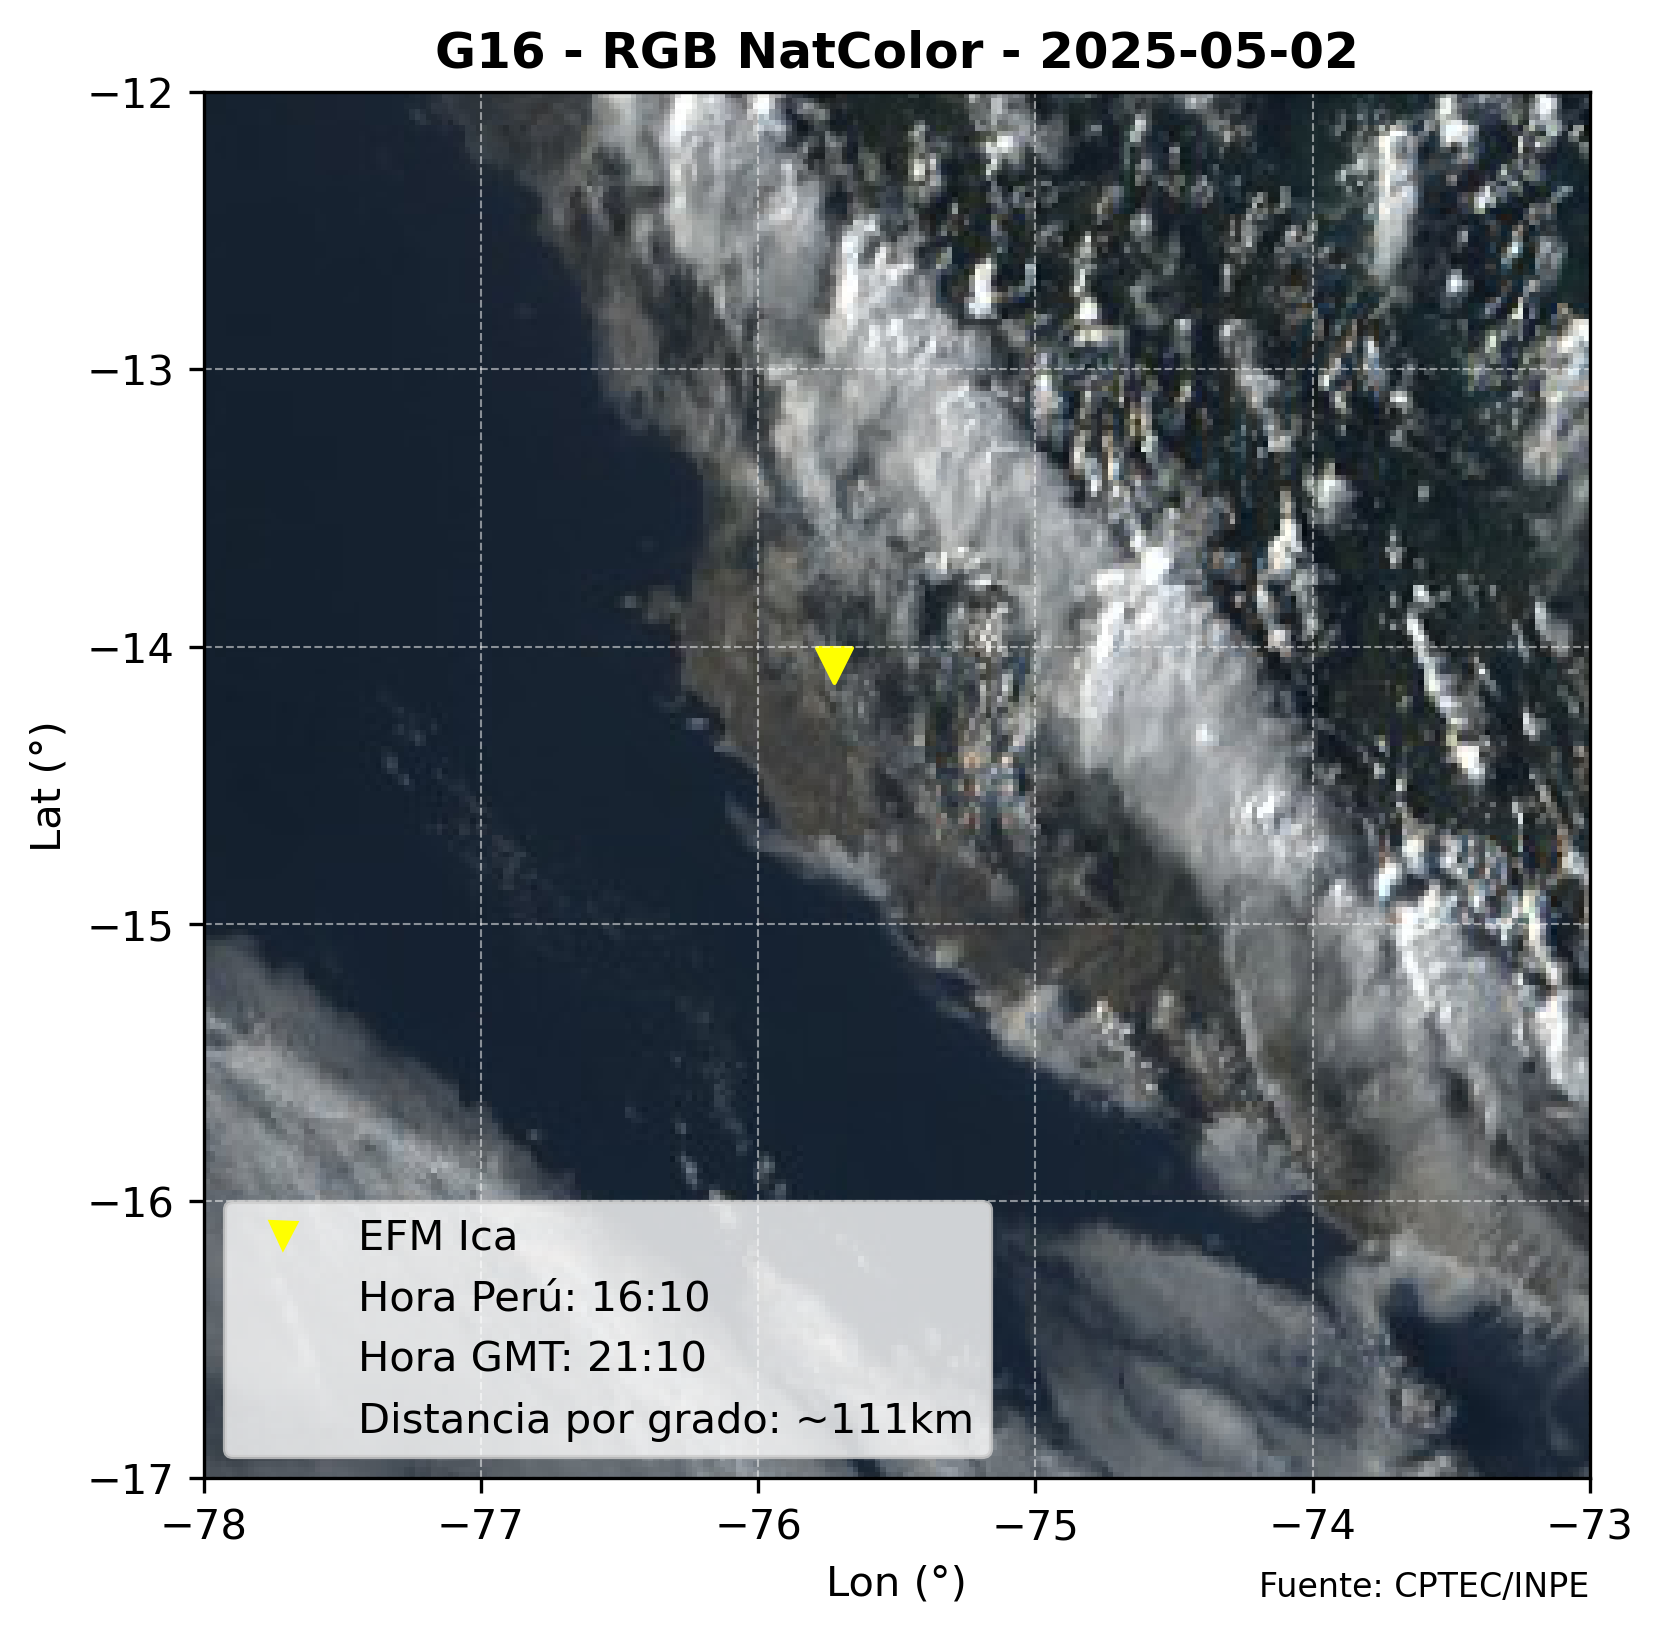 G16 - RGB NatColor - 2025-05-02
−12
−13
−14
−15
−16
−17
Lat (°)
EFM Ica
Hora Perú: 16:10
Hora GMT: 21:10
Distancia por grado: ~111km
−78
−77
−76
−75
−74
−73
Lon (°)
Fuente: CPTEC/INPE